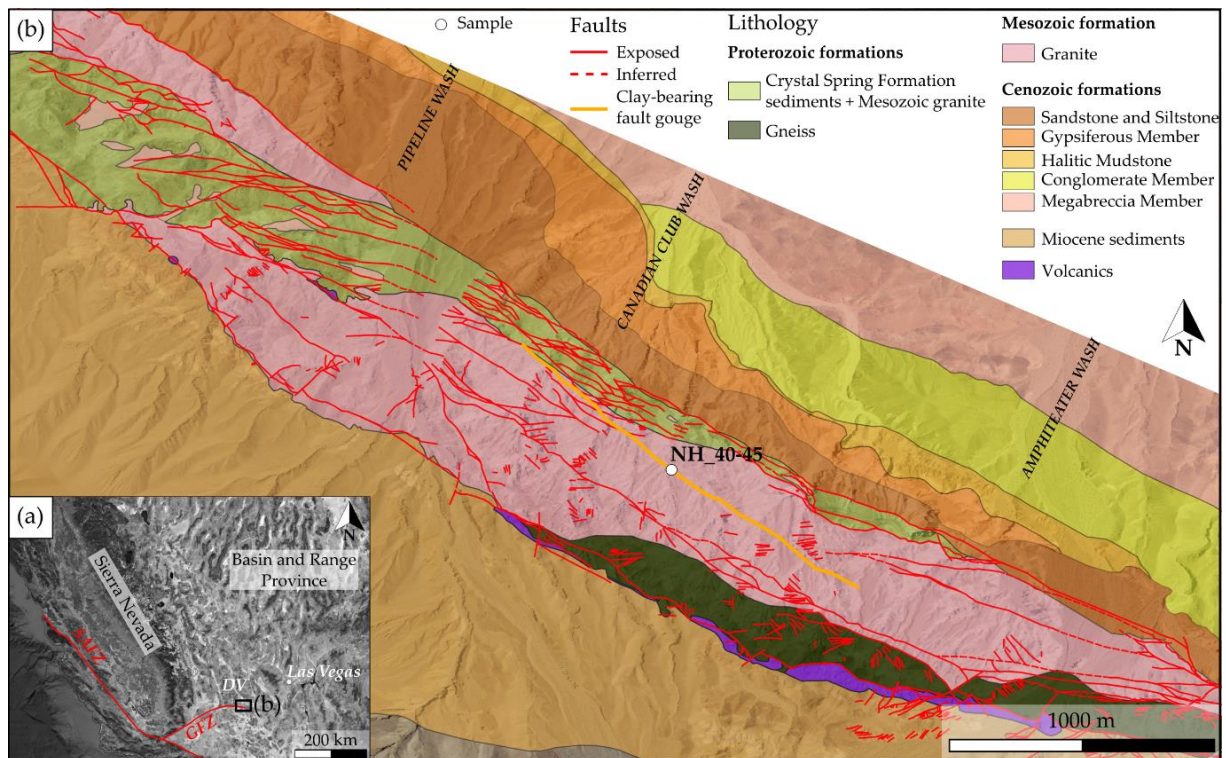 (b)
Sample
Faults
Exposed
Inferred
Clay-bearing
fault gouge
Lithology
Proterozoic formations
Crystal Spring Formation
sediments + Mesozoic granite
Gneiss
Mesozoic formation
Granite
Cenozoic formations
Sandstone and Siltstone
Gypsiferous Member
Halitic Mudstone
Conglomerate Member
Megabreccia Member
Miocene sediments
Volcanics
PIPELINE WASH
CANADIAN CLUB WASH
AMPHITEATER WASH
N
NH_40-45
1000 m
(a)
N
Sierra Nevada
Basin and Range
Province
SAFZ
Las Vegas
DV
(b)
GFZ
200 km